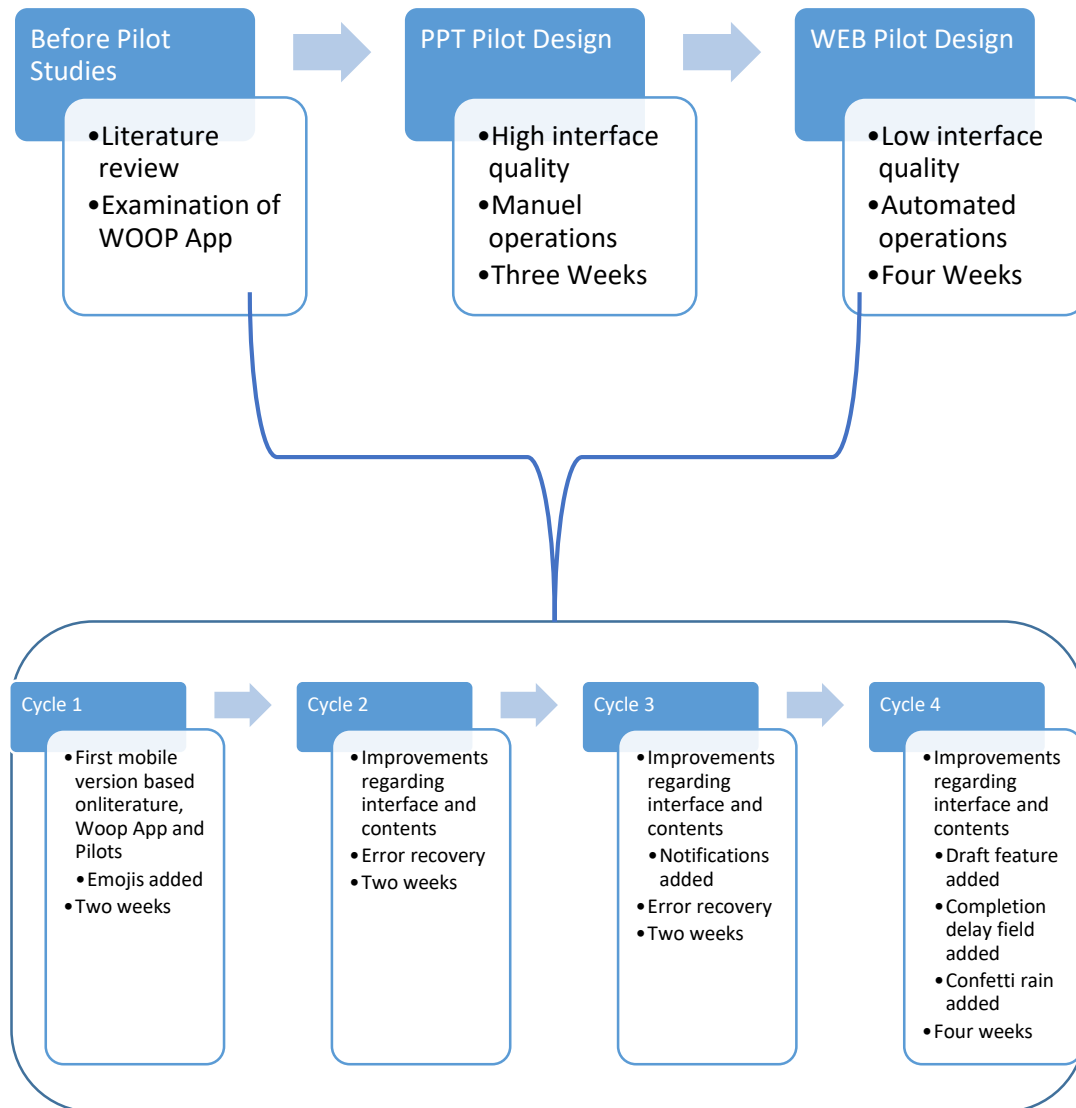 Before Pilot
Studies
•Literature
review
•Examination of
WOOP App
PPT Pilot Design
•High interface
quality
•Manuel
operations
•Three Weeks
WEB Pilot Design
•Low interface
quality
•Automated
operations
•Four Weeks
Cycle 1
•First mobile
version based
onliterature,
Woop App and
Pilots
•Emojis added
•Two weeks
Cycle 2
•Improvements
regarding
interface and
contents
•Error recovery
•Two weeks
Cycle 3
•Improvements
regarding
interface and
contents
•Notifications
added
•Error recovery
•Two weeks
Cycle 4
•Improvements
regarding
interface and
contents
•Draft feature
added
•Completion
delay field
added
•Confetti rain
added
•Four weeks